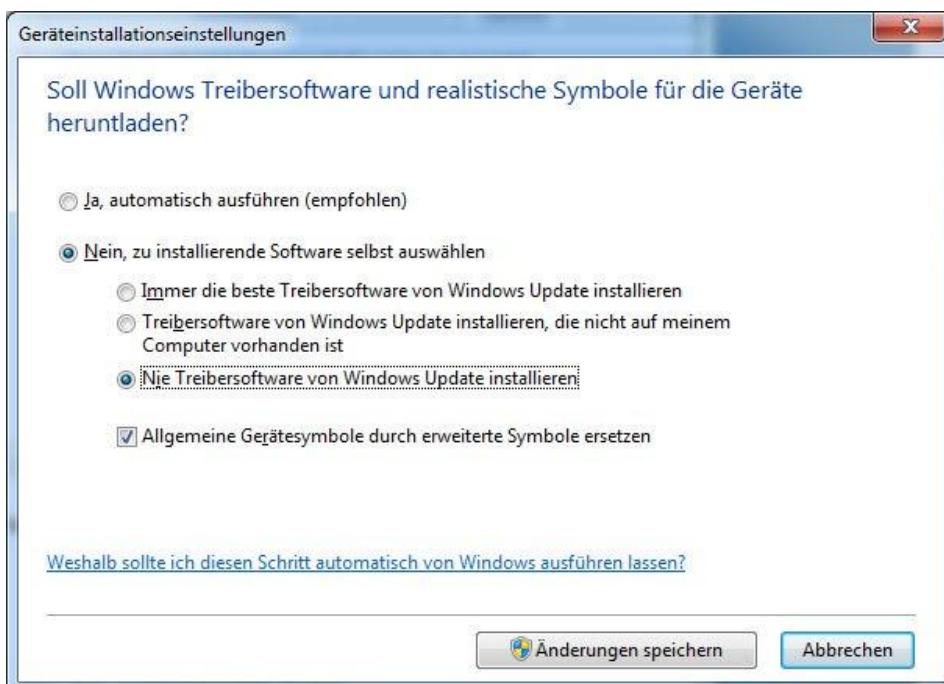 Geräteinstallationseinstellungen
Soll Windows Treibersoftware und realistische Symbole für die Geräte
heruntladen?
Ja, automatisch ausführen (empfohlen)
Nein, zu installierende Software selbst auswählen
Immer die beste Treibersoftware von Windows Update installieren
Treibersoftware von Windows Update installieren, die nicht auf meinem
Computer vorhanden ist
Nie Treibersoftware von Windows Update installieren
Allgemeine Gerätesymbole durch erweiterte Symbole ersetzen
Weshalb sollte ich diesen Schritt automatisch von Windows ausführen lassen?
Änderungen speichern Abbrechen